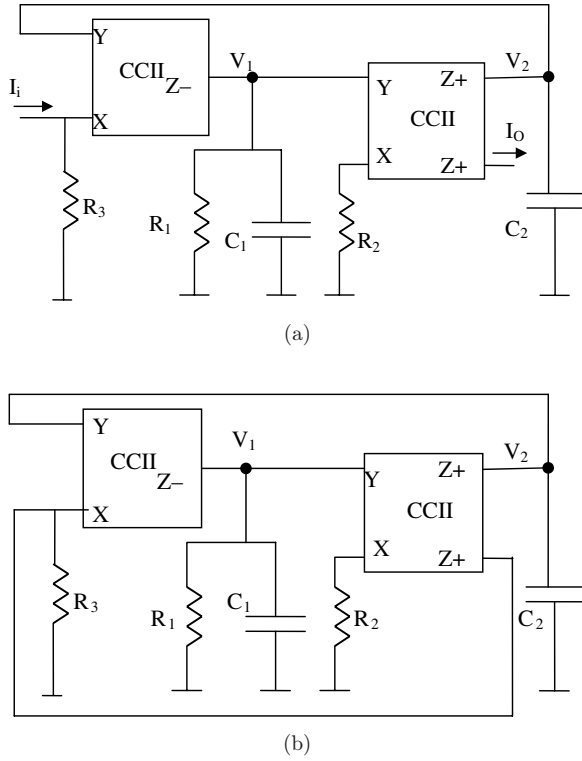 Y
CCII
Z−
X
V₁
V₂
Y
Z+
CCII
X
Z+
Iᵢ
I_O
R₃
R₁
C₁
R₂
C₂
(a)
Y
CCII
Z−
X
V₁
V₂
Y
Z+
CCII
X
Z+
R₃
R₁
C₁
R₂
C₂
(b)